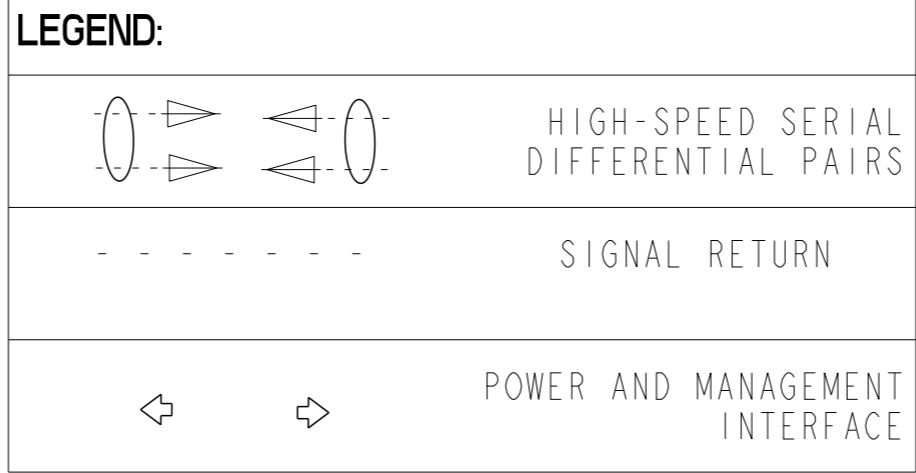 LEGEND:
HIGH-SPEED SERIAL
DIFFERENTIAL PAIRS
SIGNAL RETURN
POWER AND MANAGEMENT
INTERFACE